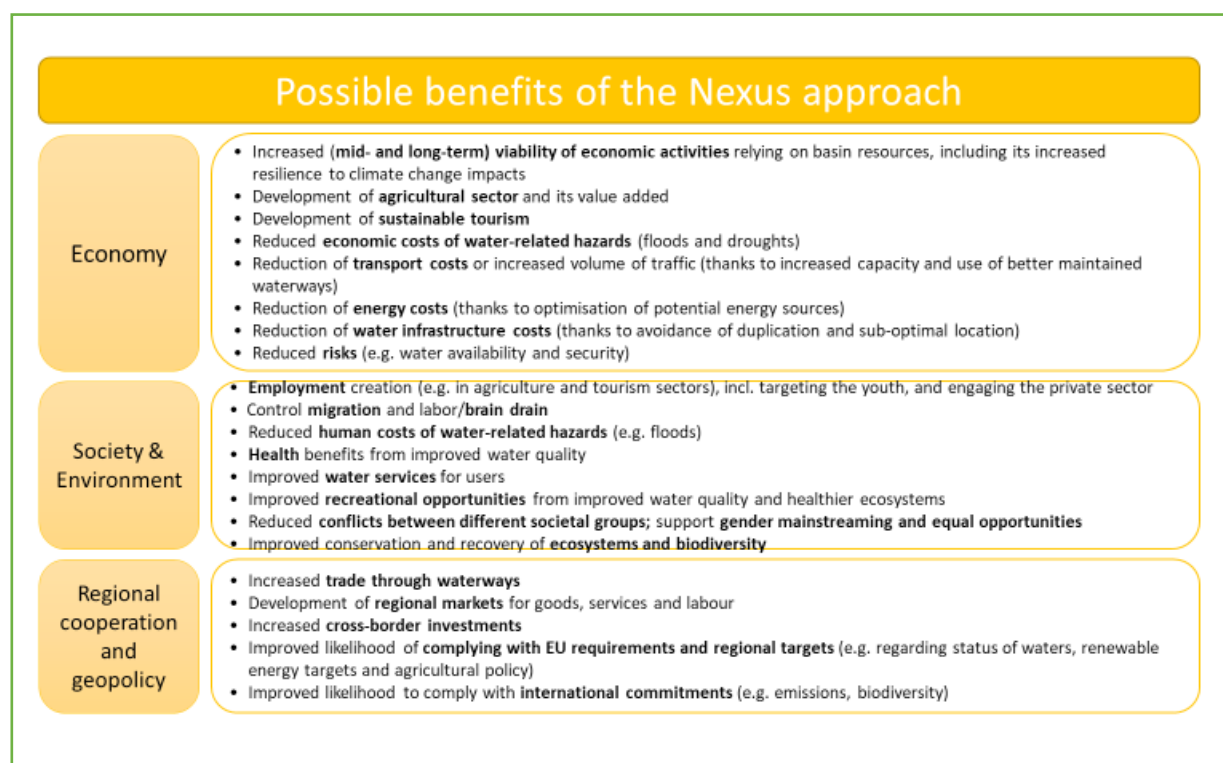 Possible benefits of the Nexus approach
Economy
• Increased (mid- and long-term) viability of economic activities relying on basin resources, including its increased
resilience to climate change impacts
• Development of agricultural sector and its value added
• Development of sustainable tourism
• Reduced economic costs of water-related hazards (floods and droughts)
• Reduction of transport costs or increased volume of traffic (thanks to increased capacity and use of better maintained
waterways)
• Reduction of energy costs (thanks to optimisation of potential energy sources)
• Reduction of water infrastructure costs (thanks to avoidance of duplication and sub-optimal location)
• Reduced risks (e.g. water availability and security)
Society &
Environment
• Employment creation (e.g. in agriculture and tourism sectors), incl. targeting the youth, and engaging the private sector
• Control migration and labor/brain drain
• Reduced human costs of water-related hazards (e.g. floods)
• Health benefits from improved water quality
• Improved water services for users
• Improved recreational opportunities from improved water quality and healthier ecosystems
• Reduced conflicts between different societal groups; support gender mainstreaming and equal opportunities
• Improved conservation and recovery of ecosystems and biodiversity
Regional
cooperation
and
geopolicy
• Increased trade through waterways
• Development of regional markets for goods, services and labour
• Increased cross-border investments
• Improved likelihood of complying with EU requirements and regional targets (e.g. regarding status of waters, renewable
energy targets and agricultural policy)
• Improved likelihood to comply with international commitments (e.g. emissions, biodiversity)